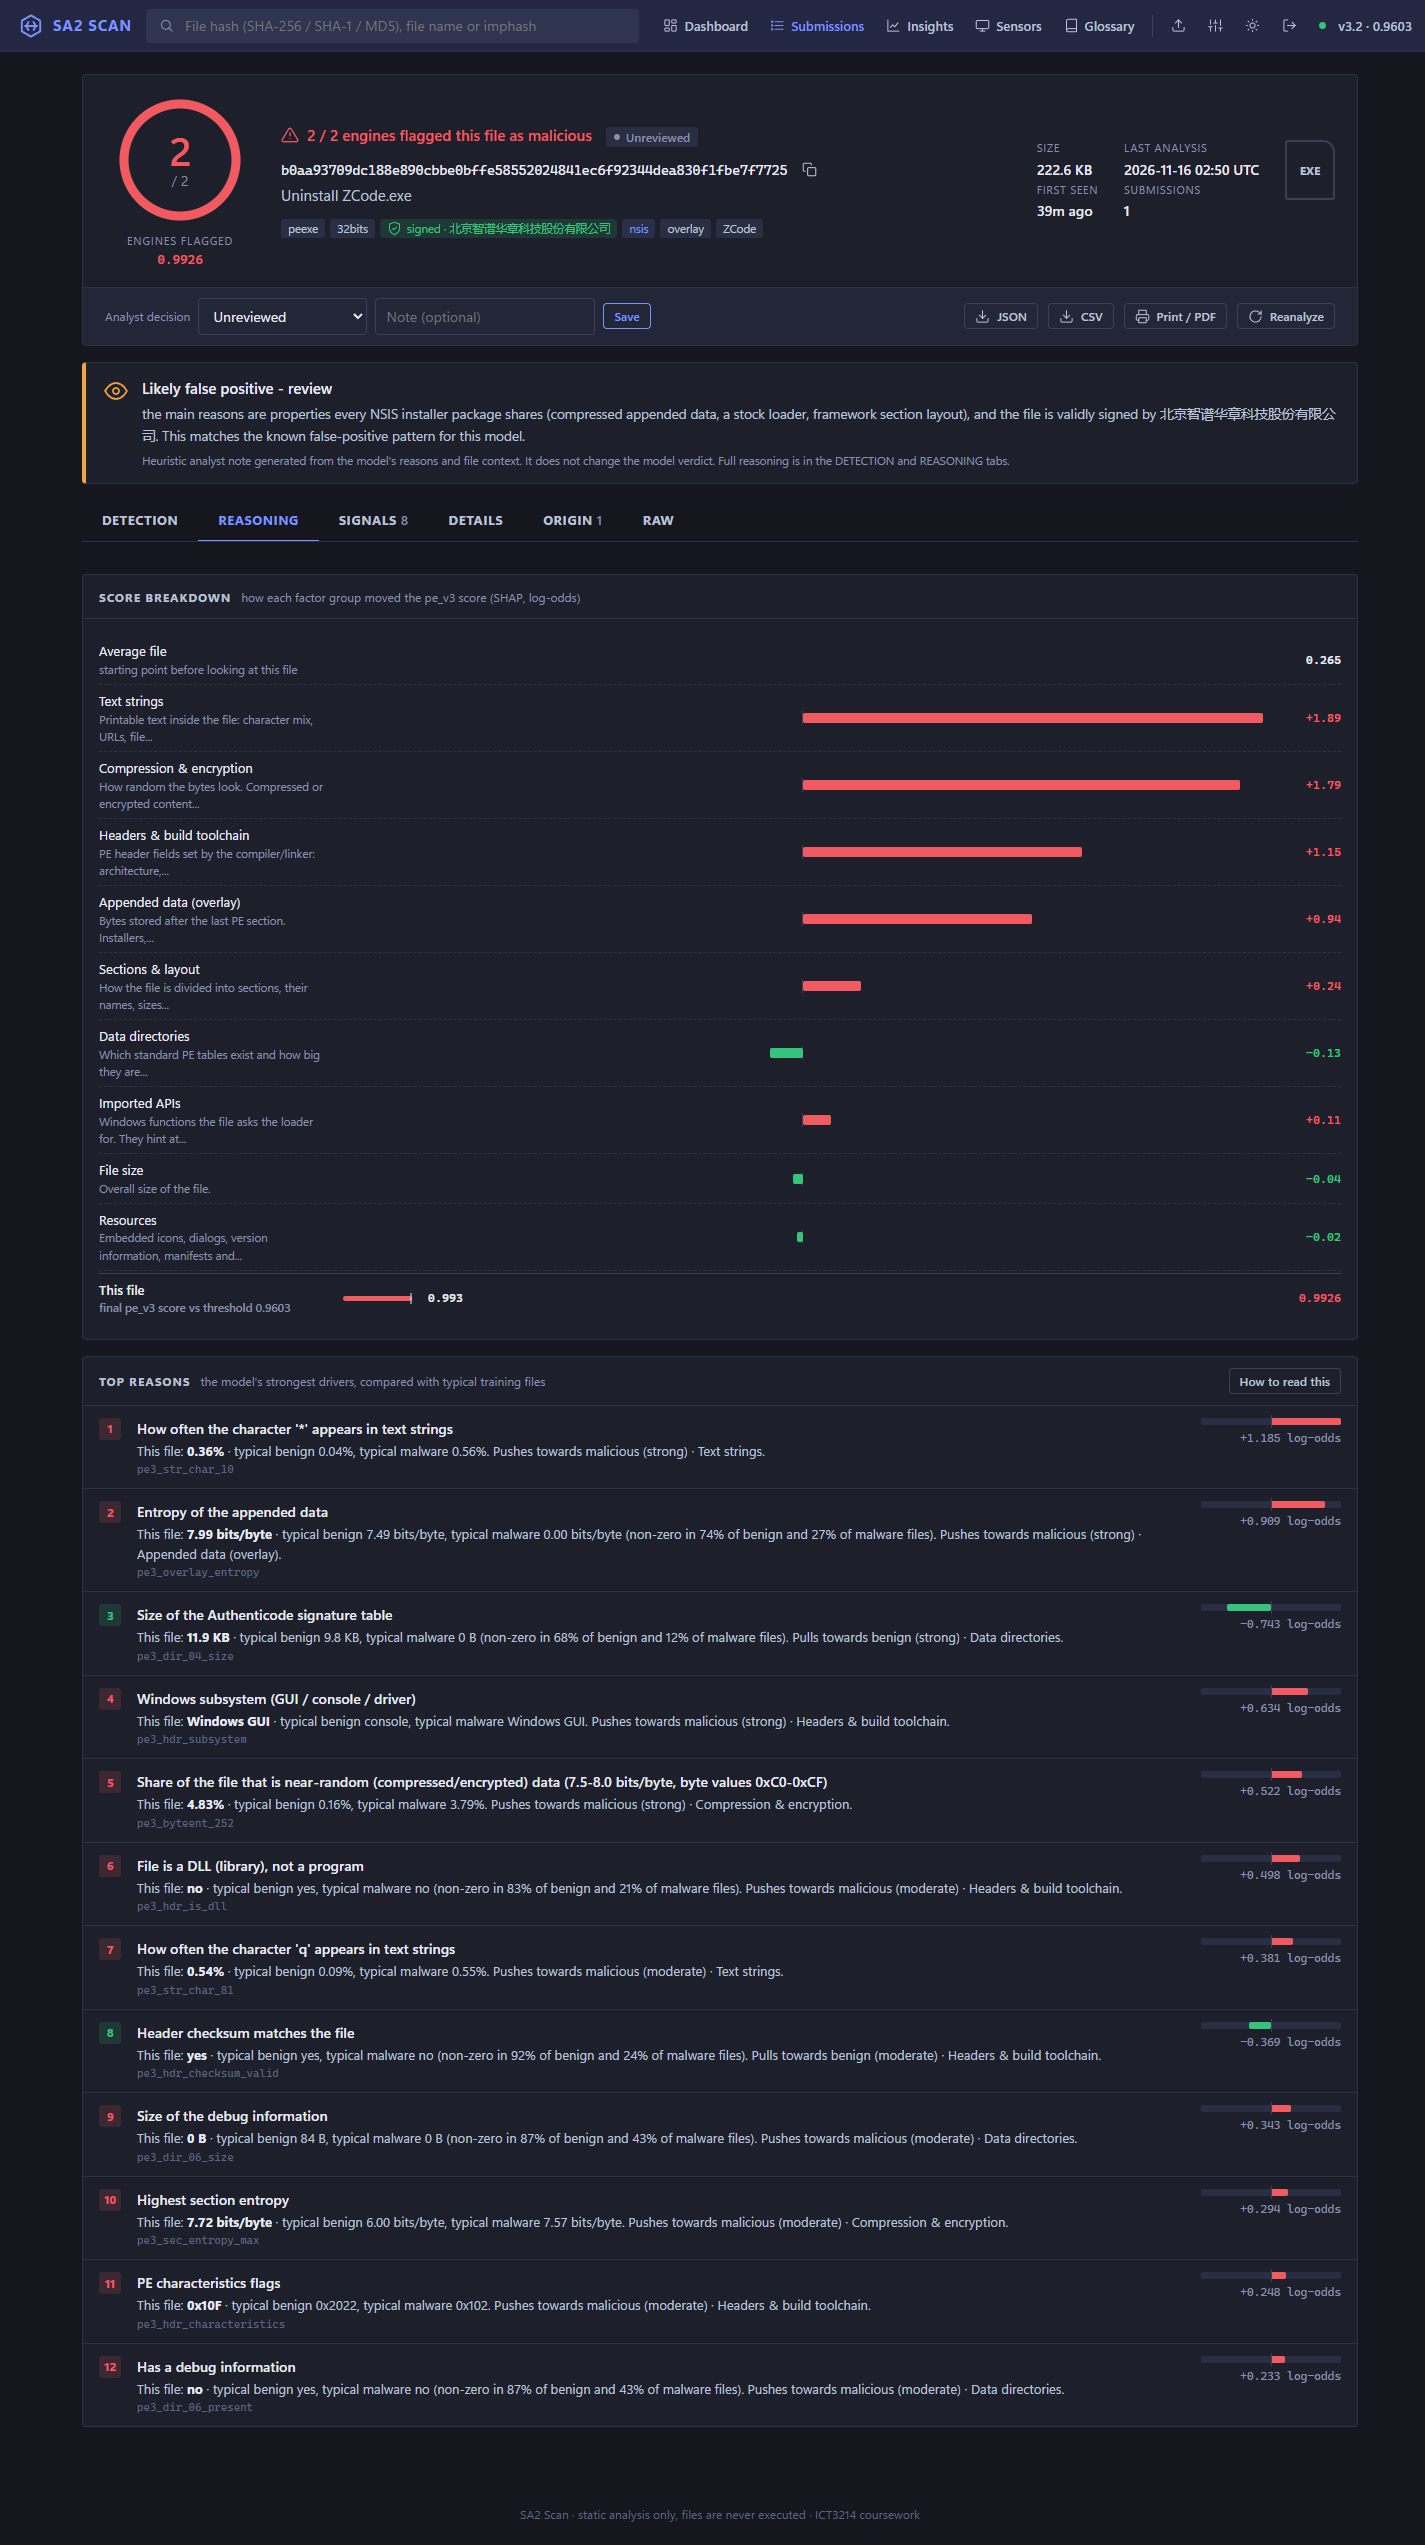 SA2 SCAN
File hash (SHA-256 / SHA-1 / MD5), file name or imphash
Dashboard
Submissions
Insights
Sensors
Glossary
v3.2 · 0.9603
2
/ 2
ENGINES FLAGGED
0.9926
2 / 2 engines flagged this file as malicious
Unreviewed
b0aa93709dc188e890cbbe0bffe58552024841ec6f92344dea830f1fbe7f7725
Uninstall ZCode.exe
peexe
32bits
signed · 北京智谱华章科技股份有限公司
nsis
overlay
ZCode
SIZE
222.6 KB
LAST ANALYSIS
2026-11-16 02:50 UTC
FIRST SEEN
39m ago
SUBMISSIONS
1
EXE
Analyst decision
Unreviewed
Note (optional)
Save
JSON
CSV
Print / PDF
Reanalyze
Likely false positive - review
the main reasons are properties every NSIS installer package shares (compressed appended data, a stock loader, framework section layout), and the file is validly signed by 北京智谱华章科技股份有限公
司. This matches the known false-positive pattern for this model.
Heuristic analyst note generated from the model's reasons and file context. It does not change the model verdict. Full reasoning is in the DETECTION and REASONING tabs.
DETECTION
REASONING
SIGNALS 8
DETAILS
ORIGIN 1
RAW
SCORE BREAKDOWN how each factor group moved the pe_v3 score (SHAP, log-odds)
Average file
starting point before looking at this file
0.265
Text strings
Printable text inside the file: character mix,
URLs, file...
+1.89
Compression & encryption
How random the bytes look. Compressed or
encrypted content...
+1.79
Headers & build toolchain
PE header fields set by the compiler/linker:
architecture,...
+1.15
Appended data (overlay)
Bytes stored after the last PE section.
Installers,...
+0.94
Sections & layout
How the file is divided into sections, their
names, sizes...
+0.24
Data directories
Which standard PE tables exist and how big
they are...
−0.13
Imported APIs
Windows functions the file asks the loader
for. They hint at...
+0.11
File size
Overall size of the file.
−0.04
Resources
Embedded icons, dialogs, version
information, manifests and...
−0.02
This file
final pe_v3 score vs threshold 0.9603
0.993
0.9926
TOP REASONS the model's strongest drivers, compared with typical training files
How to read this
1
How often the character '*' appears in text strings
This file: 0.36% · typical benign 0.04%, typical malware 0.56%. Pushes towards malicious (strong) · Text strings.
pe3_str_char_10
+1.185 log-odds
2
Entropy of the appended data
This file: 7.99 bits/byte · typical benign 7.49 bits/byte, typical malware 0.00 bits/byte (non-zero in 74% of benign and 27% of malware files). Pushes towards malicious (strong) ·
Appended data (overlay).
pe3_overlay_entropy
+0.909 log-odds
3
Size of the Authenticode signature table
This file: 11.9 KB · typical benign 9.8 KB, typical malware 0 B (non-zero in 68% of benign and 12% of malware files). Pulls towards benign (strong) · Data directories.
pe3_dir_04_size
−0.743 log-odds
4
Windows subsystem (GUI / console / driver)
This file: Windows GUI · typical benign console, typical malware Windows GUI. Pushes towards malicious (strong) · Headers & build toolchain.
pe3_hdr_subsystem
+0.634 log-odds
5
Share of the file that is near-random (compressed/encrypted) data (7.5-8.0 bits/byte, byte values 0xC0-0xCF)
This file: 4.83% · typical benign 0.16%, typical malware 3.79%. Pushes towards malicious (strong) · Compression & encryption.
pe3_byteent_252
+0.522 log-odds
6
File is a DLL (library), not a program
This file: no · typical benign yes, typical malware no (non-zero in 83% of benign and 21% of malware files). Pushes towards malicious (moderate) · Headers & build toolchain.
pe3_hdr_is_dll
+0.498 log-odds
7
How often the character 'q' appears in text strings
This file: 0.54% · typical benign 0.09%, typical malware 0.55%. Pushes towards malicious (moderate) · Text strings.
pe3_str_char_81
+0.381 log-odds
8
Header checksum matches the file
This file: yes · typical benign yes, typical malware no (non-zero in 92% of benign and 24% of malware files). Pulls towards benign (moderate) · Headers & build toolchain.
pe3_hdr_checksum_valid
−0.369 log-odds
9
Size of the debug information
This file: 0 B · typical benign 84 B, typical malware 0 B (non-zero in 87% of benign and 43% of malware files). Pushes towards malicious (moderate) · Data directories.
pe3_dir_06_size
+0.343 log-odds
10
Highest section entropy
This file: 7.72 bits/byte · typical benign 6.00 bits/byte, typical malware 7.57 bits/byte. Pushes towards malicious (moderate) · Compression & encryption.
pe3_sec_entropy_max
+0.294 log-odds
11
PE characteristics flags
This file: 0x10F · typical benign 0x2022, typical malware 0x102. Pushes towards malicious (moderate) · Headers & build toolchain.
pe3_hdr_characteristics
+0.248 log-odds
12
Has a debug information
This file: no · typical benign yes, typical malware no (non-zero in 87% of benign and 43% of malware files). Pushes towards malicious (moderate) · Data directories.
pe3_dir_06_present
+0.233 log-odds
SA2 Scan · static analysis only, files are never executed · ICT3214 coursework